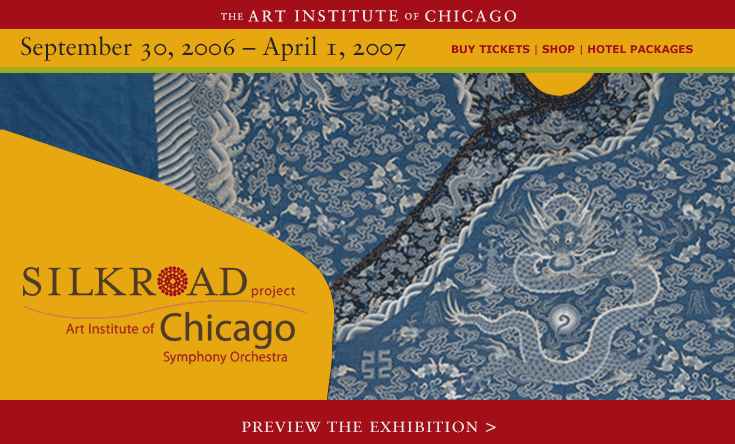 THE ART INSTITUTE OF CHICAGO
September 30, 2006 – April 1, 2007
BUY TICKETS | SHOP | HOTEL PACKAGES
SILKROAD project
Art Institute of Chicago
Symphony Orchestra
PREVIEW THE EXHIBITION >